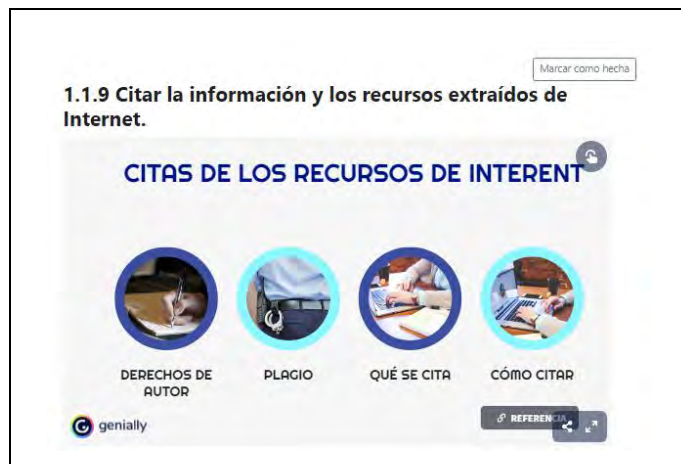 Marcar como hecha
1.1.9 Citar la información y los recursos extraídos de
Internet.
CITAS DE LOS RECURSOS DE INTERENT
DERECHOS DE
AUTOR
PLAGIO
QUÉ SE CITA
CÓMO CITAR
genially
REFERENCIA